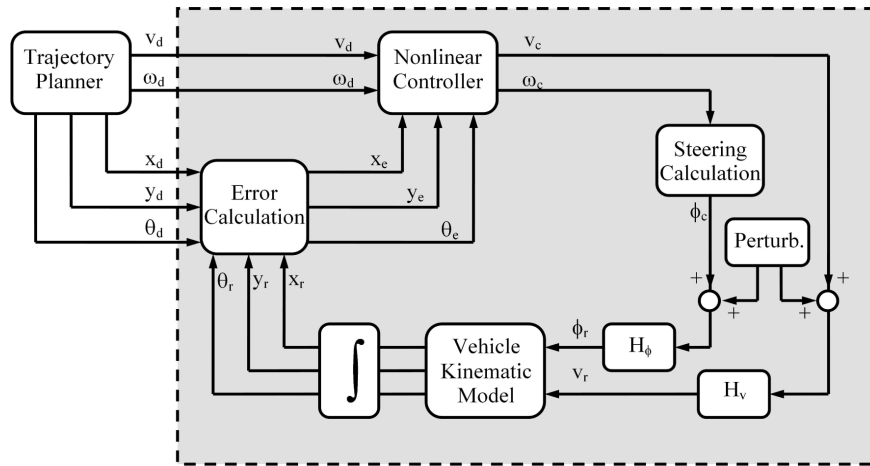 Trajectory
Planner
v_d
v_d
ω_d
ω_d
Nonlinear
Controller
v_c
ω_c
x_d
y_d
θ_d
Error
Calculation
x_e
y_e
θ_e
Steering
Calculation
ϕ_c
Perturb.
+
+
+
+
θ_r
y_r
x_r
∫
Vehicle
Kinematic
Model
ϕ_r
v_r
H_ϕ
H_v